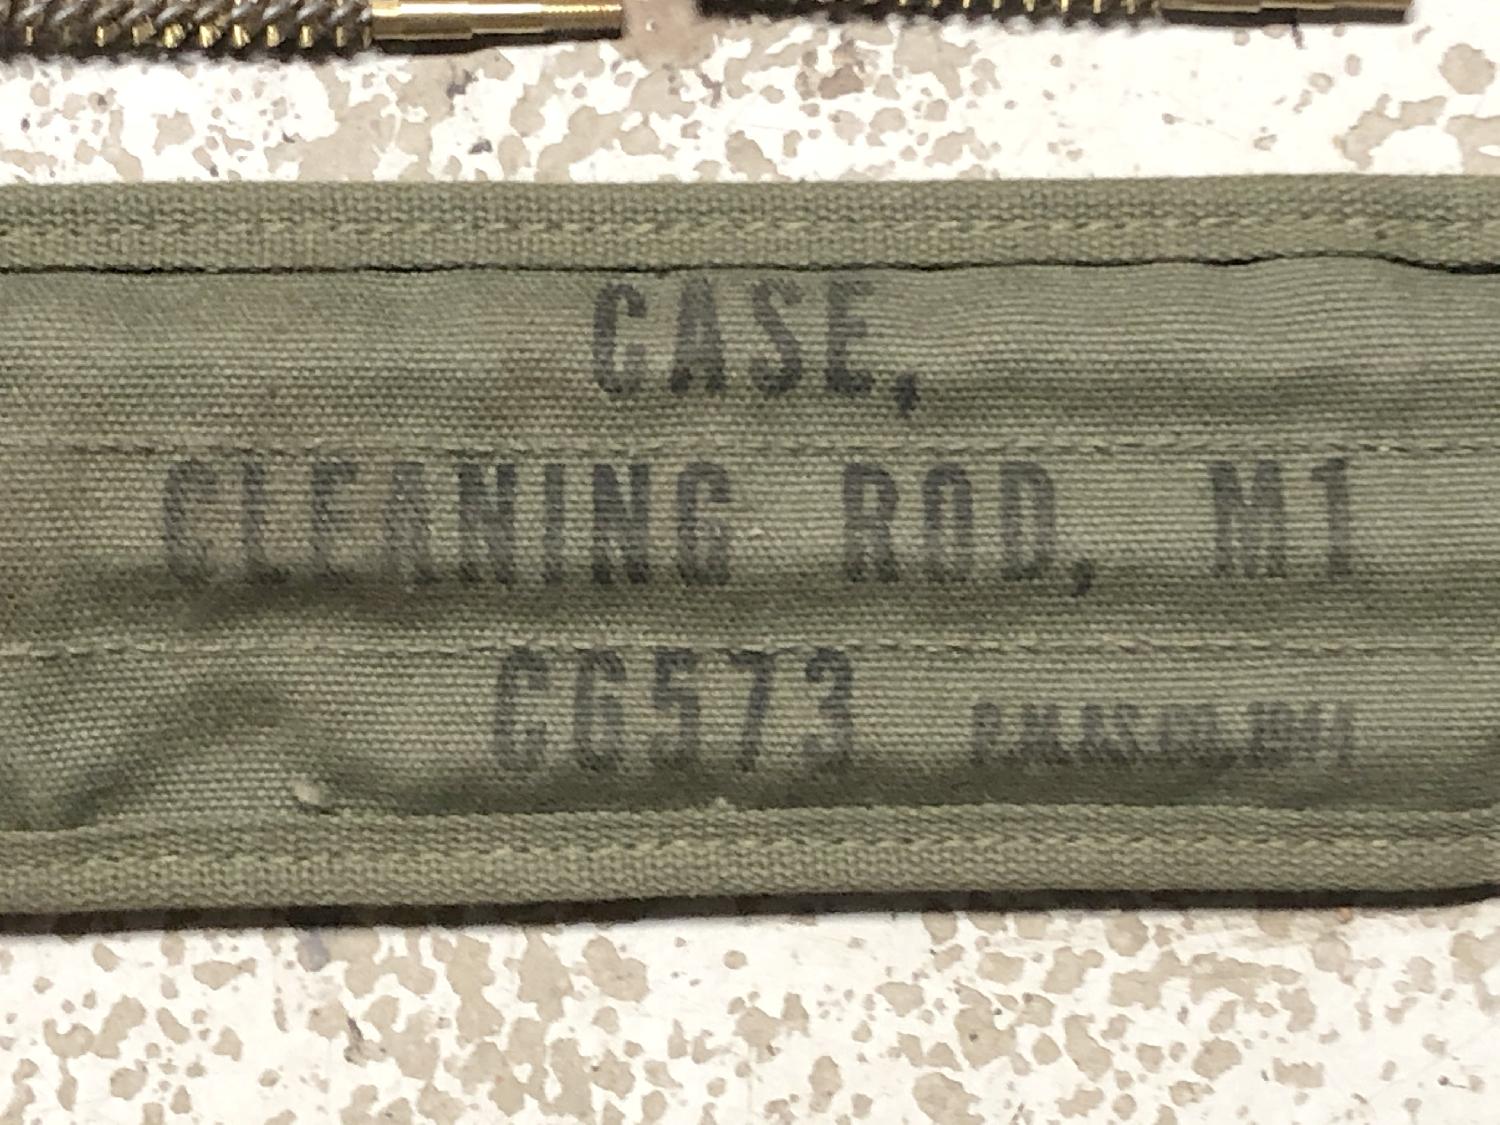 CASE,
CLEANING ROD, M1
C6573